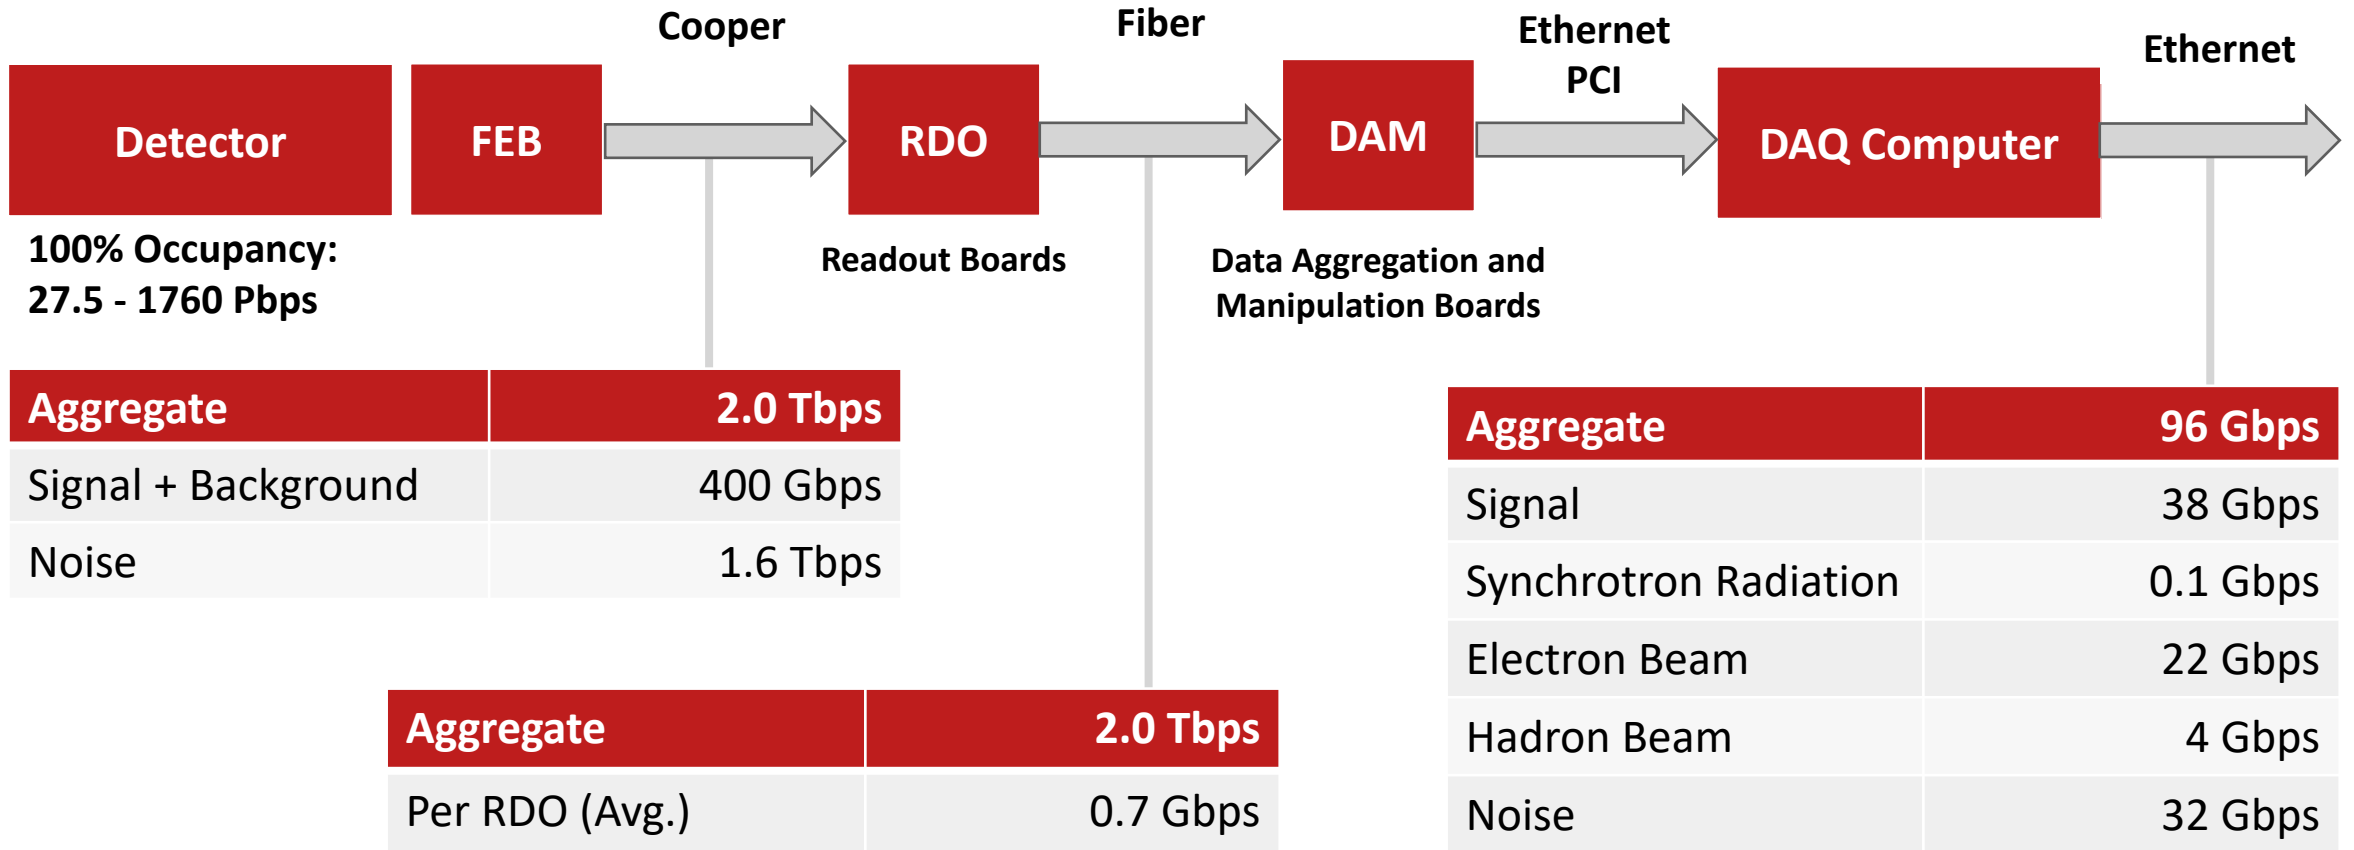 Cooper
Fiber
Ethernet
PCI
Ethernet
Detector
FEB
RDO
DAM
DAQ Computer
100% Occupancy:
27.5 - 1760 Pbps
Readout Boards
Data Aggregation and
Manipulation Boards
Aggregate 2.0 Tbps
Signal + Background 400 Gbps
Noise 1.6 Tbps
Aggregate 2.0 Tbps
Per RDO (Avg.) 0.7 Gbps
Aggregate 96 Gbps
Signal 38 Gbps
Synchrotron Radiation 0.1 Gbps
Electron Beam 22 Gbps
Hadron Beam 4 Gbps
Noise 32 Gbps